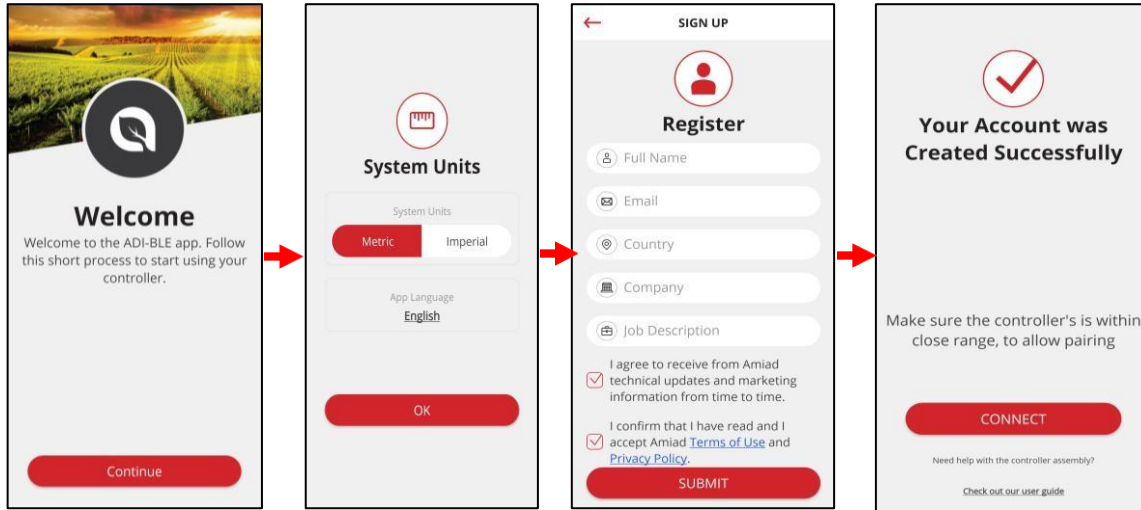 Welcome
Welcome to the ADI-BLE app. Follow
this short process to start using your
controller.
Continue
System Units
System Units
Metric
Imperial
App Language
English
OK
SIGN UP
Register
Full Name
Email
Country
Company
Job Description
I agree to receive from Amiad
technical updates and marketing
information from time to time.
I confirm that I have read and I
accept Amiad Terms of Use and
Privacy Policy.
SUBMIT
Your Account was
Created Successfully
Make sure the controller's is within
close range, to allow pairing
CONNECT
Need help with the controller assembly?
Check out our user guide